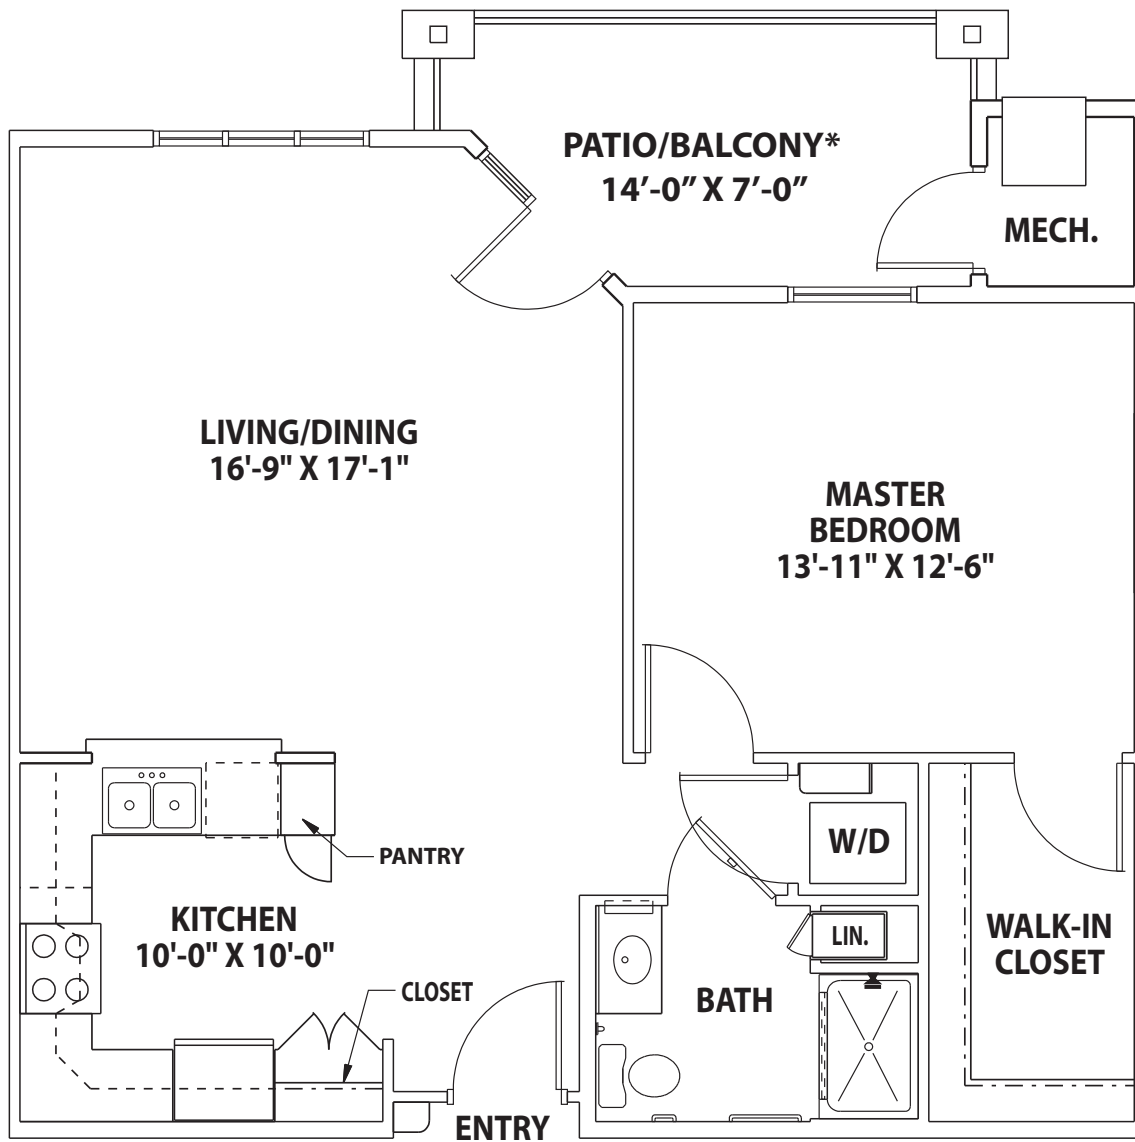 PATIO/BALCONY*
14’-0” X 7’-0”
MECH.
LIVING/DINING
16'-9" X 17'-1"
MASTER
BEDROOM
13'-11" X 12'-6"
W/D
PANTRY
KITCHEN
10'-0" X 10'-0"
LIN.
WALK-IN
CLOSET
CLOSET
BATH
ENTRY